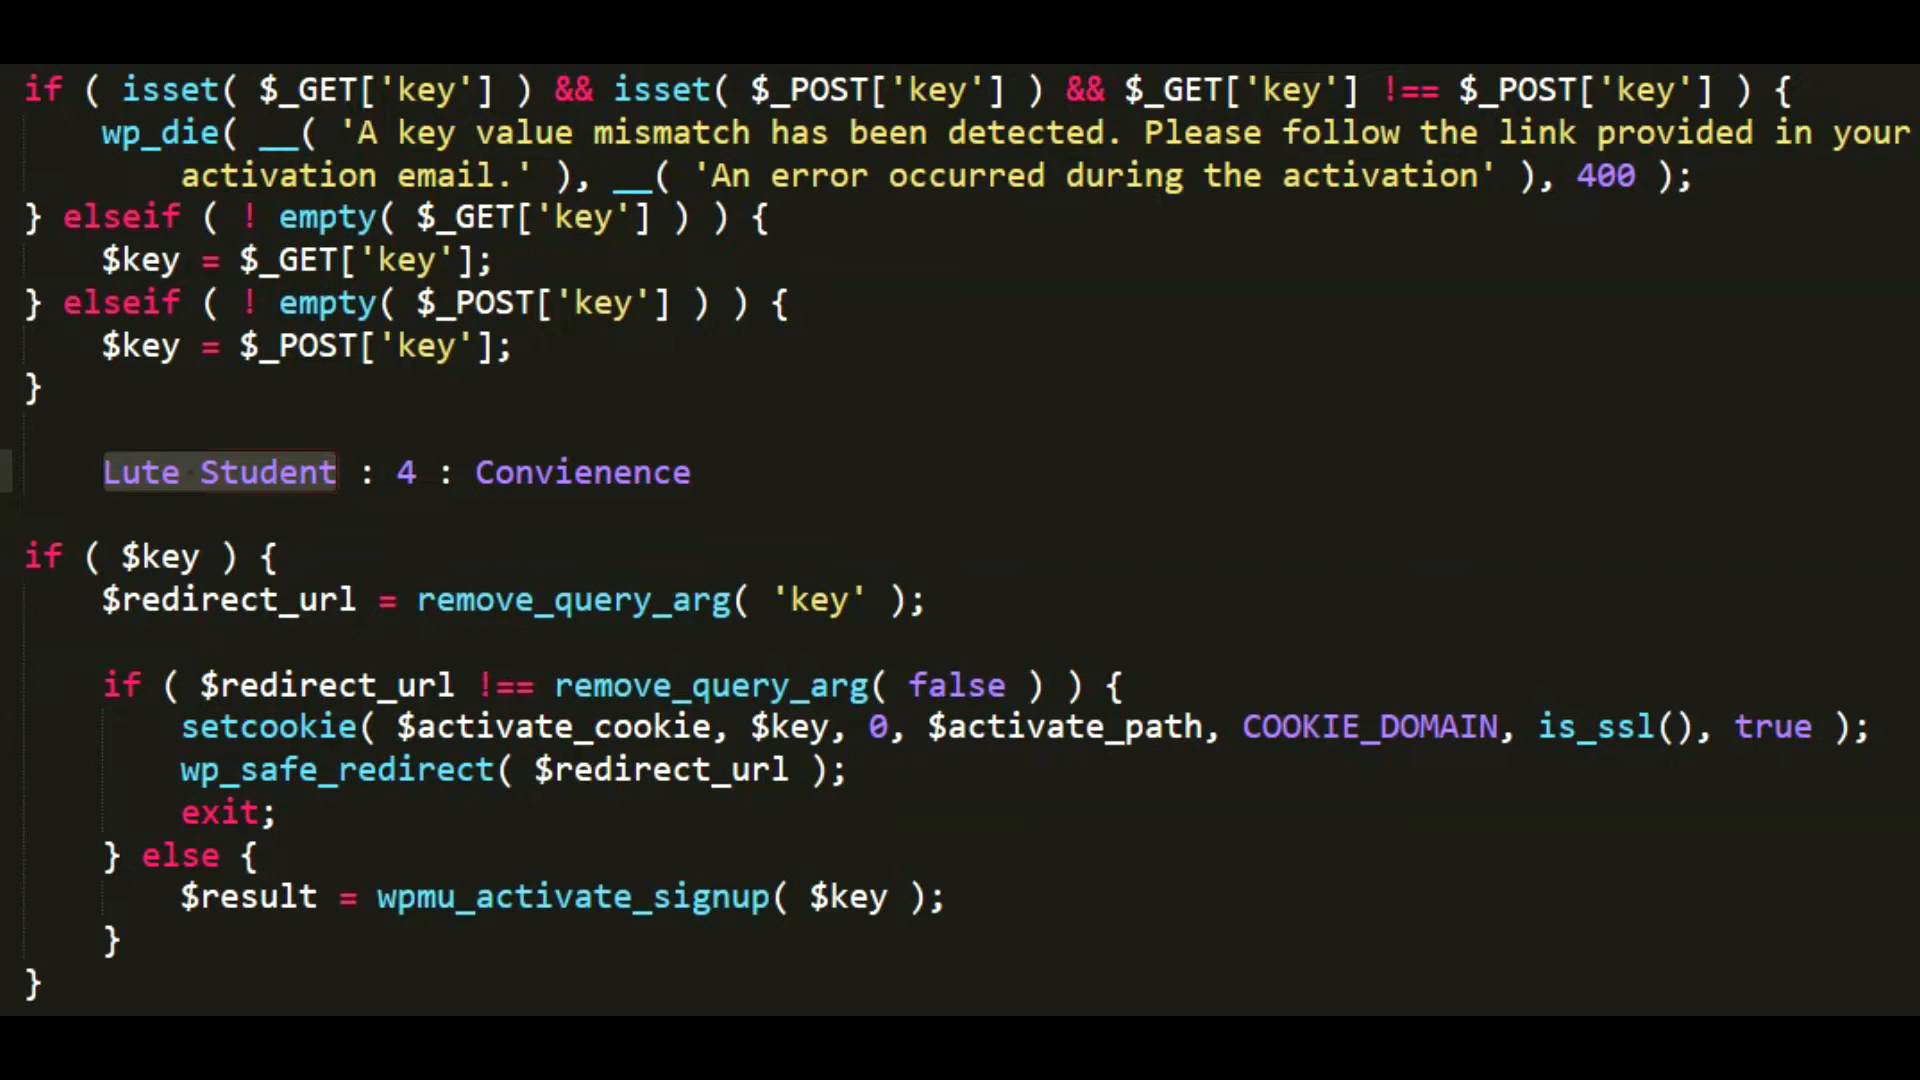 if ( isset( $_GET['key'] ) && isset( $_POST['key'] ) && $_GET['key'] !== $_POST['key'] ) {
wp_die( __( 'A key value mismatch has been detected. Please follow the link provided in your
activation email.' ), __( 'An error occurred during the activation' ), 400 );
} elseif ( ! empty( $_GET['key'] ) ) {
$key = $_GET['key'];
} elseif ( ! empty( $_POST['key'] ) ) {
$key = $_POST['key'];
}
Lute Student : 4 : Convienence
if ( $key ) {
$redirect_url = remove_query_arg( 'key' );
if ( $redirect_url !== remove_query_arg( false ) ) {
setcookie( $activate_cookie, $key, 0, $activate_path, COOKIE_DOMAIN, is_ssl(), true );
wp_safe_redirect( $redirect_url );
exit;
} else {
$result = wpmu_activate_signup( $key );
}
}